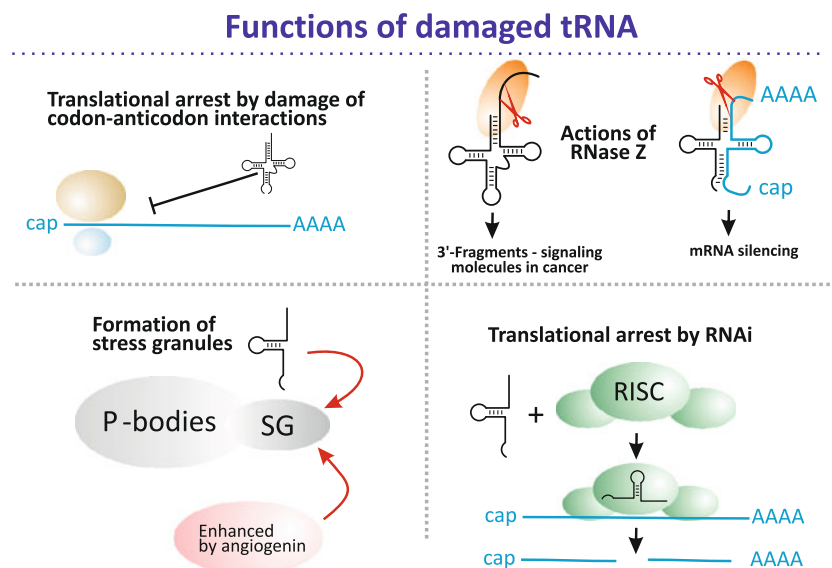 Functions of damaged tRNA
Translational arrest by damage of
codon-anticodon interactions
cap
AAAA
Actions of
RNase Z
AAAA
cap
3'-Fragments - signaling
molecules in cancer
mRNA silencing
Formation of
stress granules
P-bodies
SG
Enhanced
by angiogenin
Translational arrest by RNAi
+
RISC
cap
AAAA
cap
AAAA